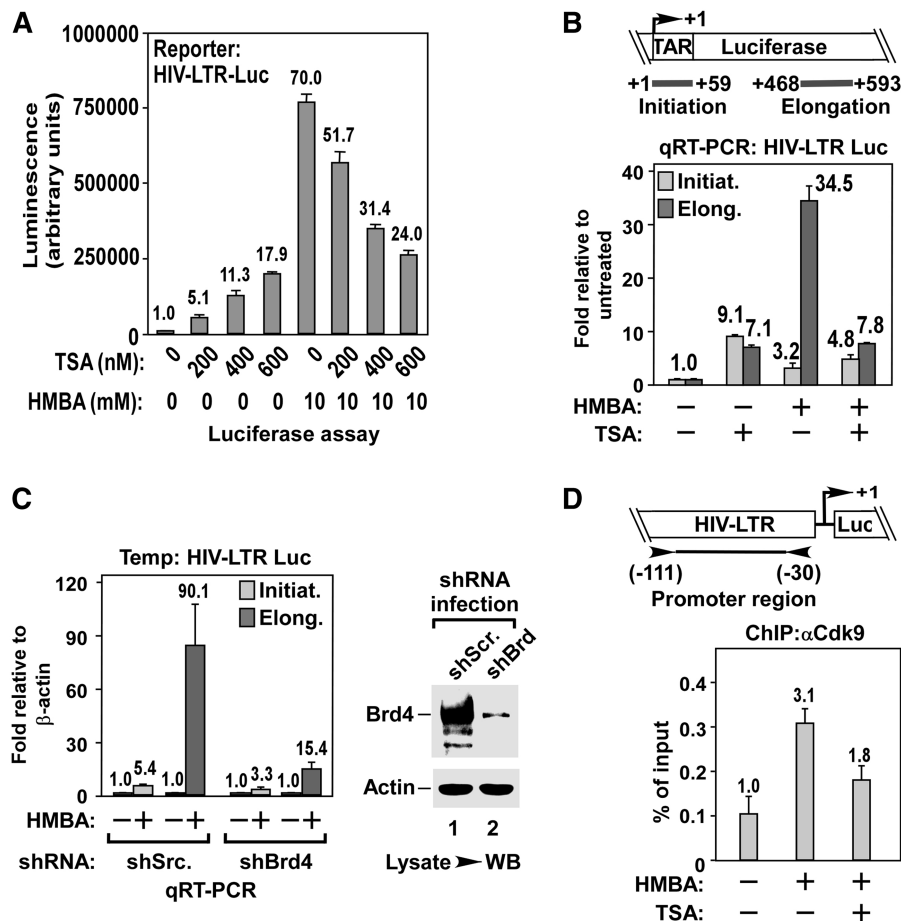 A
Reporter:
HIV-LTR-Luc
Luminescence
(arbitrary units)
1000000
750000
500000
250000
0
1.0
5.1
11.3
17.9
70.0
51.7
31.4
24.0
TSA (nM): 0 200 400 600 0 200 400 600
HMBA (mM): 0 0 0 0 10 10 10 10
Luciferase assay
B
+1
TAR Luciferase
+1 +59 +468 +593
Initiation Elongation
qRT-PCR: HIV-LTR Luc
Fold relative to
untreated
40
30
20
10
0
Initiat.
Elong.
1.0
9.1
7.1
3.2
34.5
4.8
7.8
HMBA: − − + +
TSA: − + − +
C
Temp: HIV-LTR Luc
Fold relative to
β-actin
120
90
60
30
0
Initiat.
Elong.
1.0
5.4
1.0
90.1
1.0
3.3
1.0
15.4
HMBA: − + − + − + − +
shRNA: shSrc. shBrd4
qRT-PCR
shRNA
infection
shScr.
shBrd
Brd4
Actin
1 2
Lysate ➤ WB
D
+1
HIV-LTR Luc
(-111) (-30)
Promoter region
ChIP:αCdk9
% of input
0.4
0.3
0.2
0.1
0
1.0
3.1
1.8
HMBA: − + +
TSA: − − +